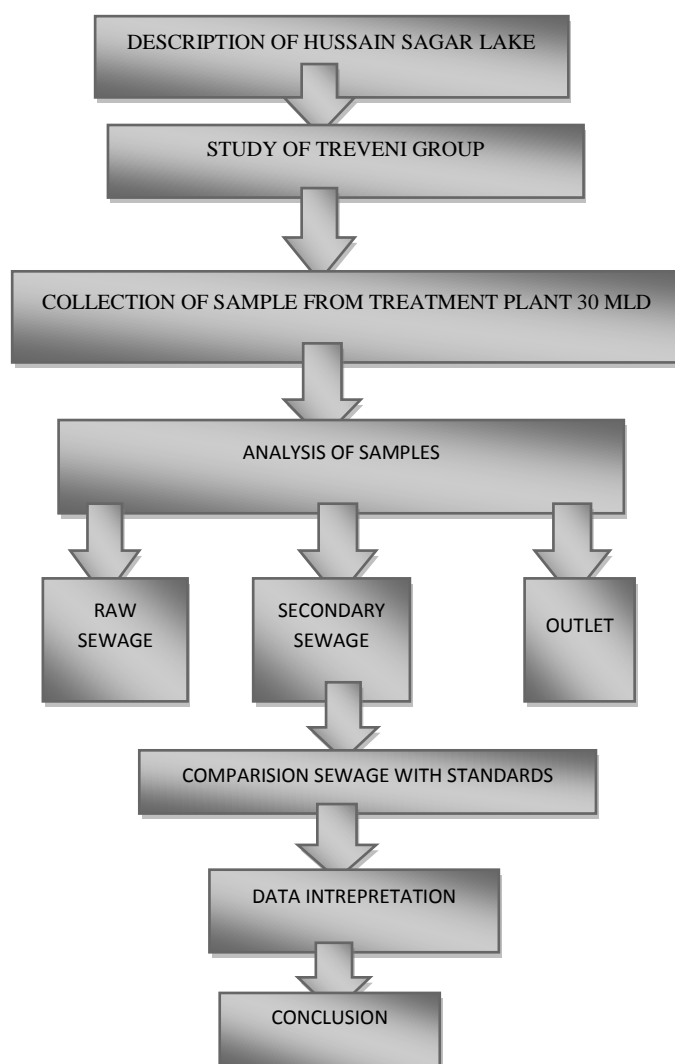 DESCRIPTION OF HUSSAIN SAGAR LAKE
STUDY OF TREVENI GROUP
COLLECTION OF SAMPLE FROM TREATMENT PLANT 30 MLD
ANALYSIS OF SAMPLES
RAW
SEWAGE
SECONDARY
SEWAGE
OUTLET
COMPARISION SEWAGE WITH STANDARDS
DATA INTREPRETATION
CONCLUSION